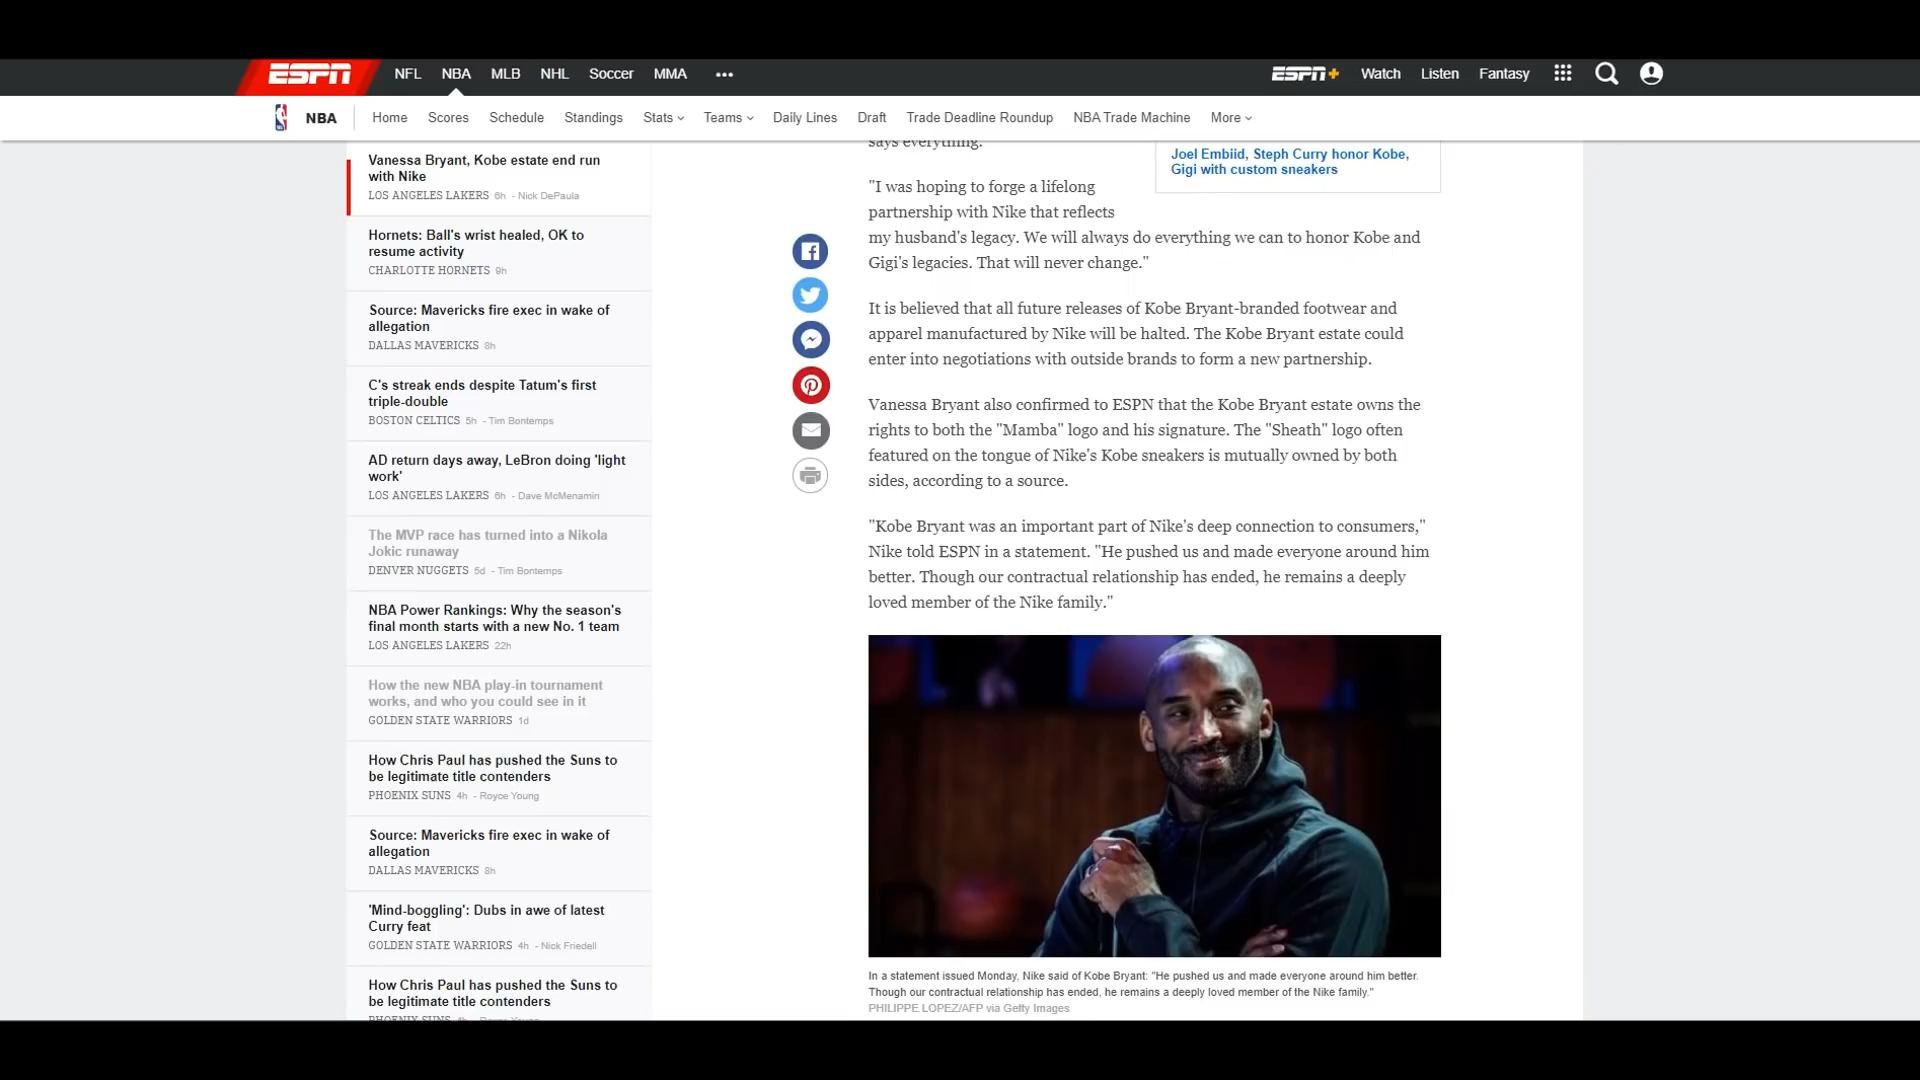 ESPN NFL NBA MLB NHL Soccer MMA ••• ESPN+ Watch Listen Fantasy
NBA Home Scores Schedule Standings Stats Teams Daily Lines Draft Trade Deadline Roundup NBA Trade Machine More
Vanessa Bryant, Kobe estate end run
with Nike
LOS ANGELES LAKERS 6h - Nick DePaula
Hornets: Ball's wrist healed, OK to
resume activity
CHARLOTTE HORNETS 9h
Source: Mavericks fire exec in wake of
allegation
DALLAS MAVERICKS 8h
C's streak ends despite Tatum's first
triple-double
BOSTON CELTICS 5h - Tim Bontemps
AD return days away, LeBron doing 'light
work'
LOS ANGELES LAKERS 6h - Dave McMenamin
The MVP race has turned into a Nikola
Jokic runaway
DENVER NUGGETS 5d - Tim Bontemps
NBA Power Rankings: Why the season's
final month starts with a new No. 1 team
LOS ANGELES LAKERS 22h
How the new NBA play-in tournament
works, and who you could see in it
GOLDEN STATE WARRIORS 1d
How Chris Paul has pushed the Suns to
be legitimate title contenders
PHOENIX SUNS 4h - Royce Young
Source: Mavericks fire exec in wake of
allegation
DALLAS MAVERICKS 8h
'Mind-boggling': Dubs in awe of latest
Curry feat
GOLDEN STATE WARRIORS 4h - Nick Friedell
How Chris Paul has pushed the Suns to
be legitimate title contenders
PHOENIX SUNS 4h - Royce Young
says everything.
Joel Embiid, Steph Curry honor Kobe,
Gigi with custom sneakers
"I was hoping to forge a lifelong
partnership with Nike that reflects
my husband's legacy. We will always do everything we can to honor Kobe and
Gigi's legacies. That will never change."
It is believed that all future releases of Kobe Bryant-branded footwear and
apparel manufactured by Nike will be halted. The Kobe Bryant estate could
enter into negotiations with outside brands to form a new partnership.
Vanessa Bryant also confirmed to ESPN that the Kobe Bryant estate owns the
rights to both the "Mamba" logo and his signature. The "Sheath" logo often
featured on the tongue of Nike's Kobe sneakers is mutually owned by both
sides, according to a source.
"Kobe Bryant was an important part of Nike's deep connection to consumers,"
Nike told ESPN in a statement. "He pushed us and made everyone around him
better. Though our contractual relationship has ended, he remains a deeply
loved member of the Nike family."
In a statement issued Monday, Nike said of Kobe Bryant: "He pushed us and made everyone around him better.
Though our contractual relationship has ended, he remains a deeply loved member of the Nike family."
PHILIPPE LOPEZ/AFP via Getty Images